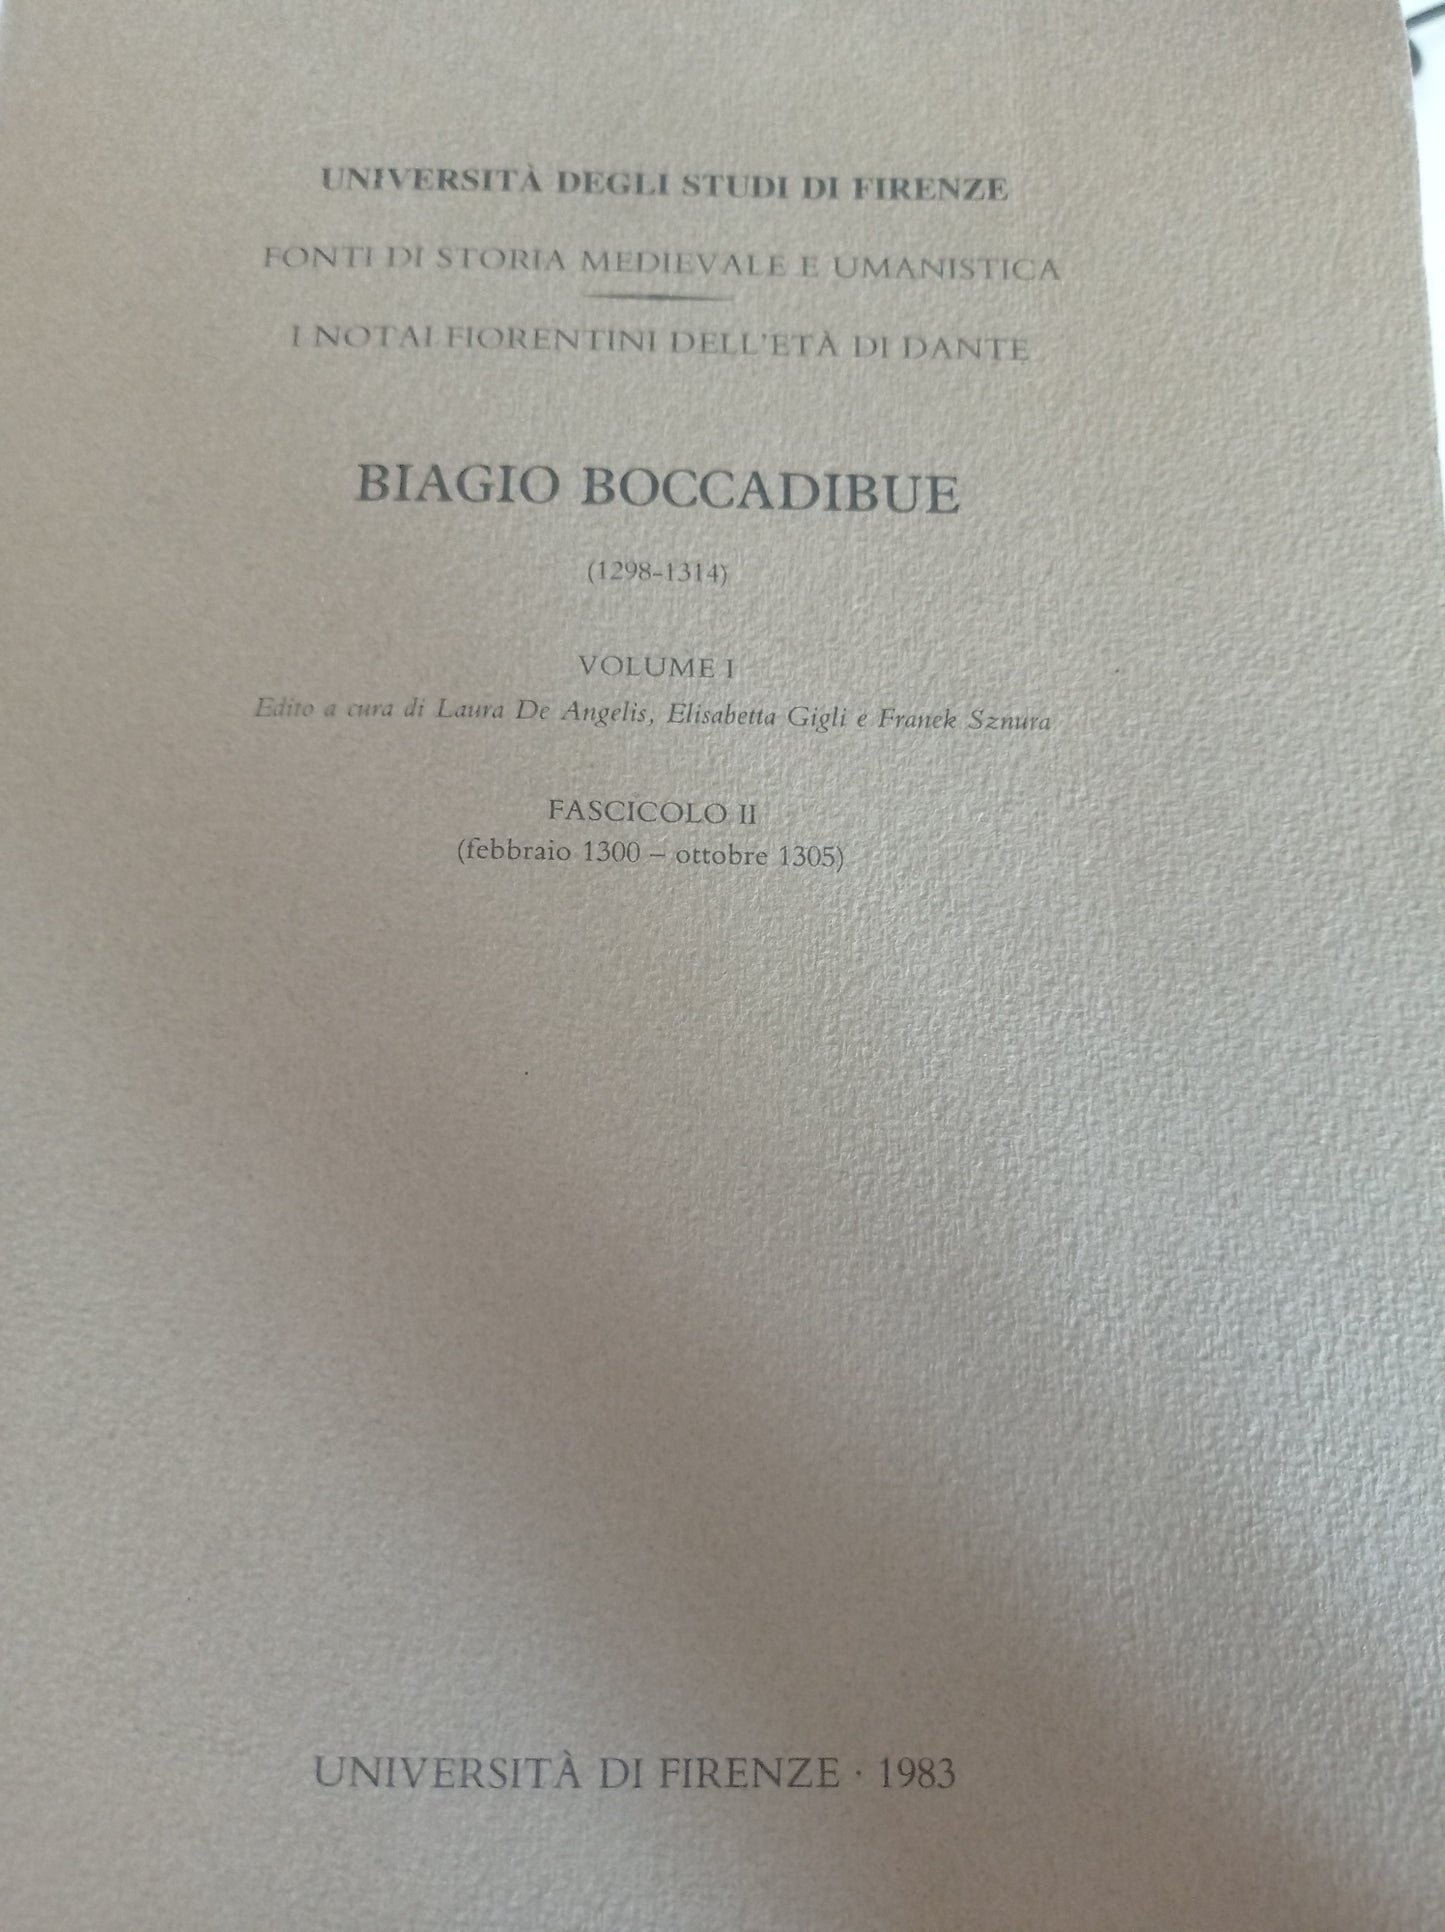 UNIVERSITÀ DEGLI STUDI DI FIRENZE
FONTI DI STORIA MEDIEVALE E UMANISTICA
I NOTAI FIORENTINI DELL'ETÀ DI DANTE
BIAGIO BOCCADIBUE
(1298-1314)
VOLUME I
Edito a cura di Laura De Angelis, Elisabetta Gigli e Franek Sznura
FASCICOLO II
(febbraio 1300 – ottobre 1305)
UNIVERSITÀ DI FIRENZE · 1983